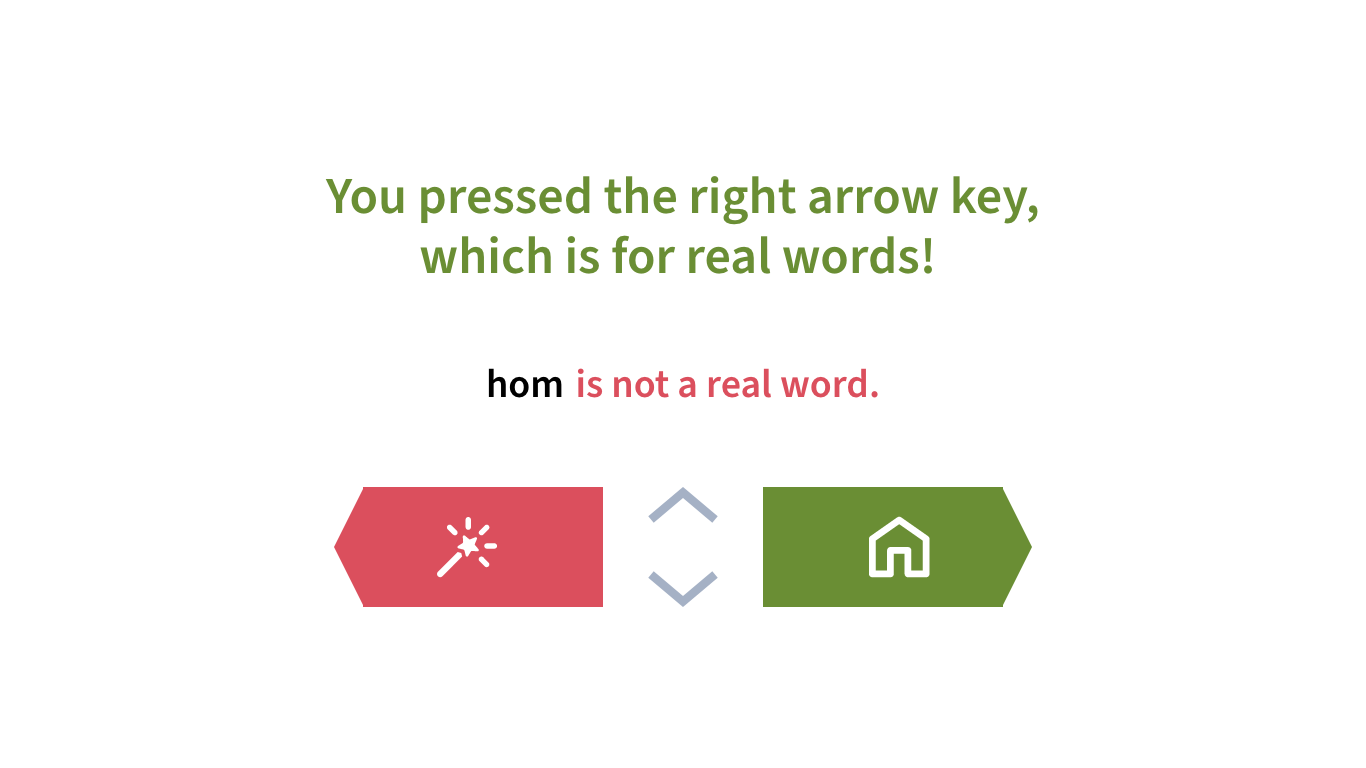 You pressed the right arrow key,
which is for real words!
hom is not a real word.